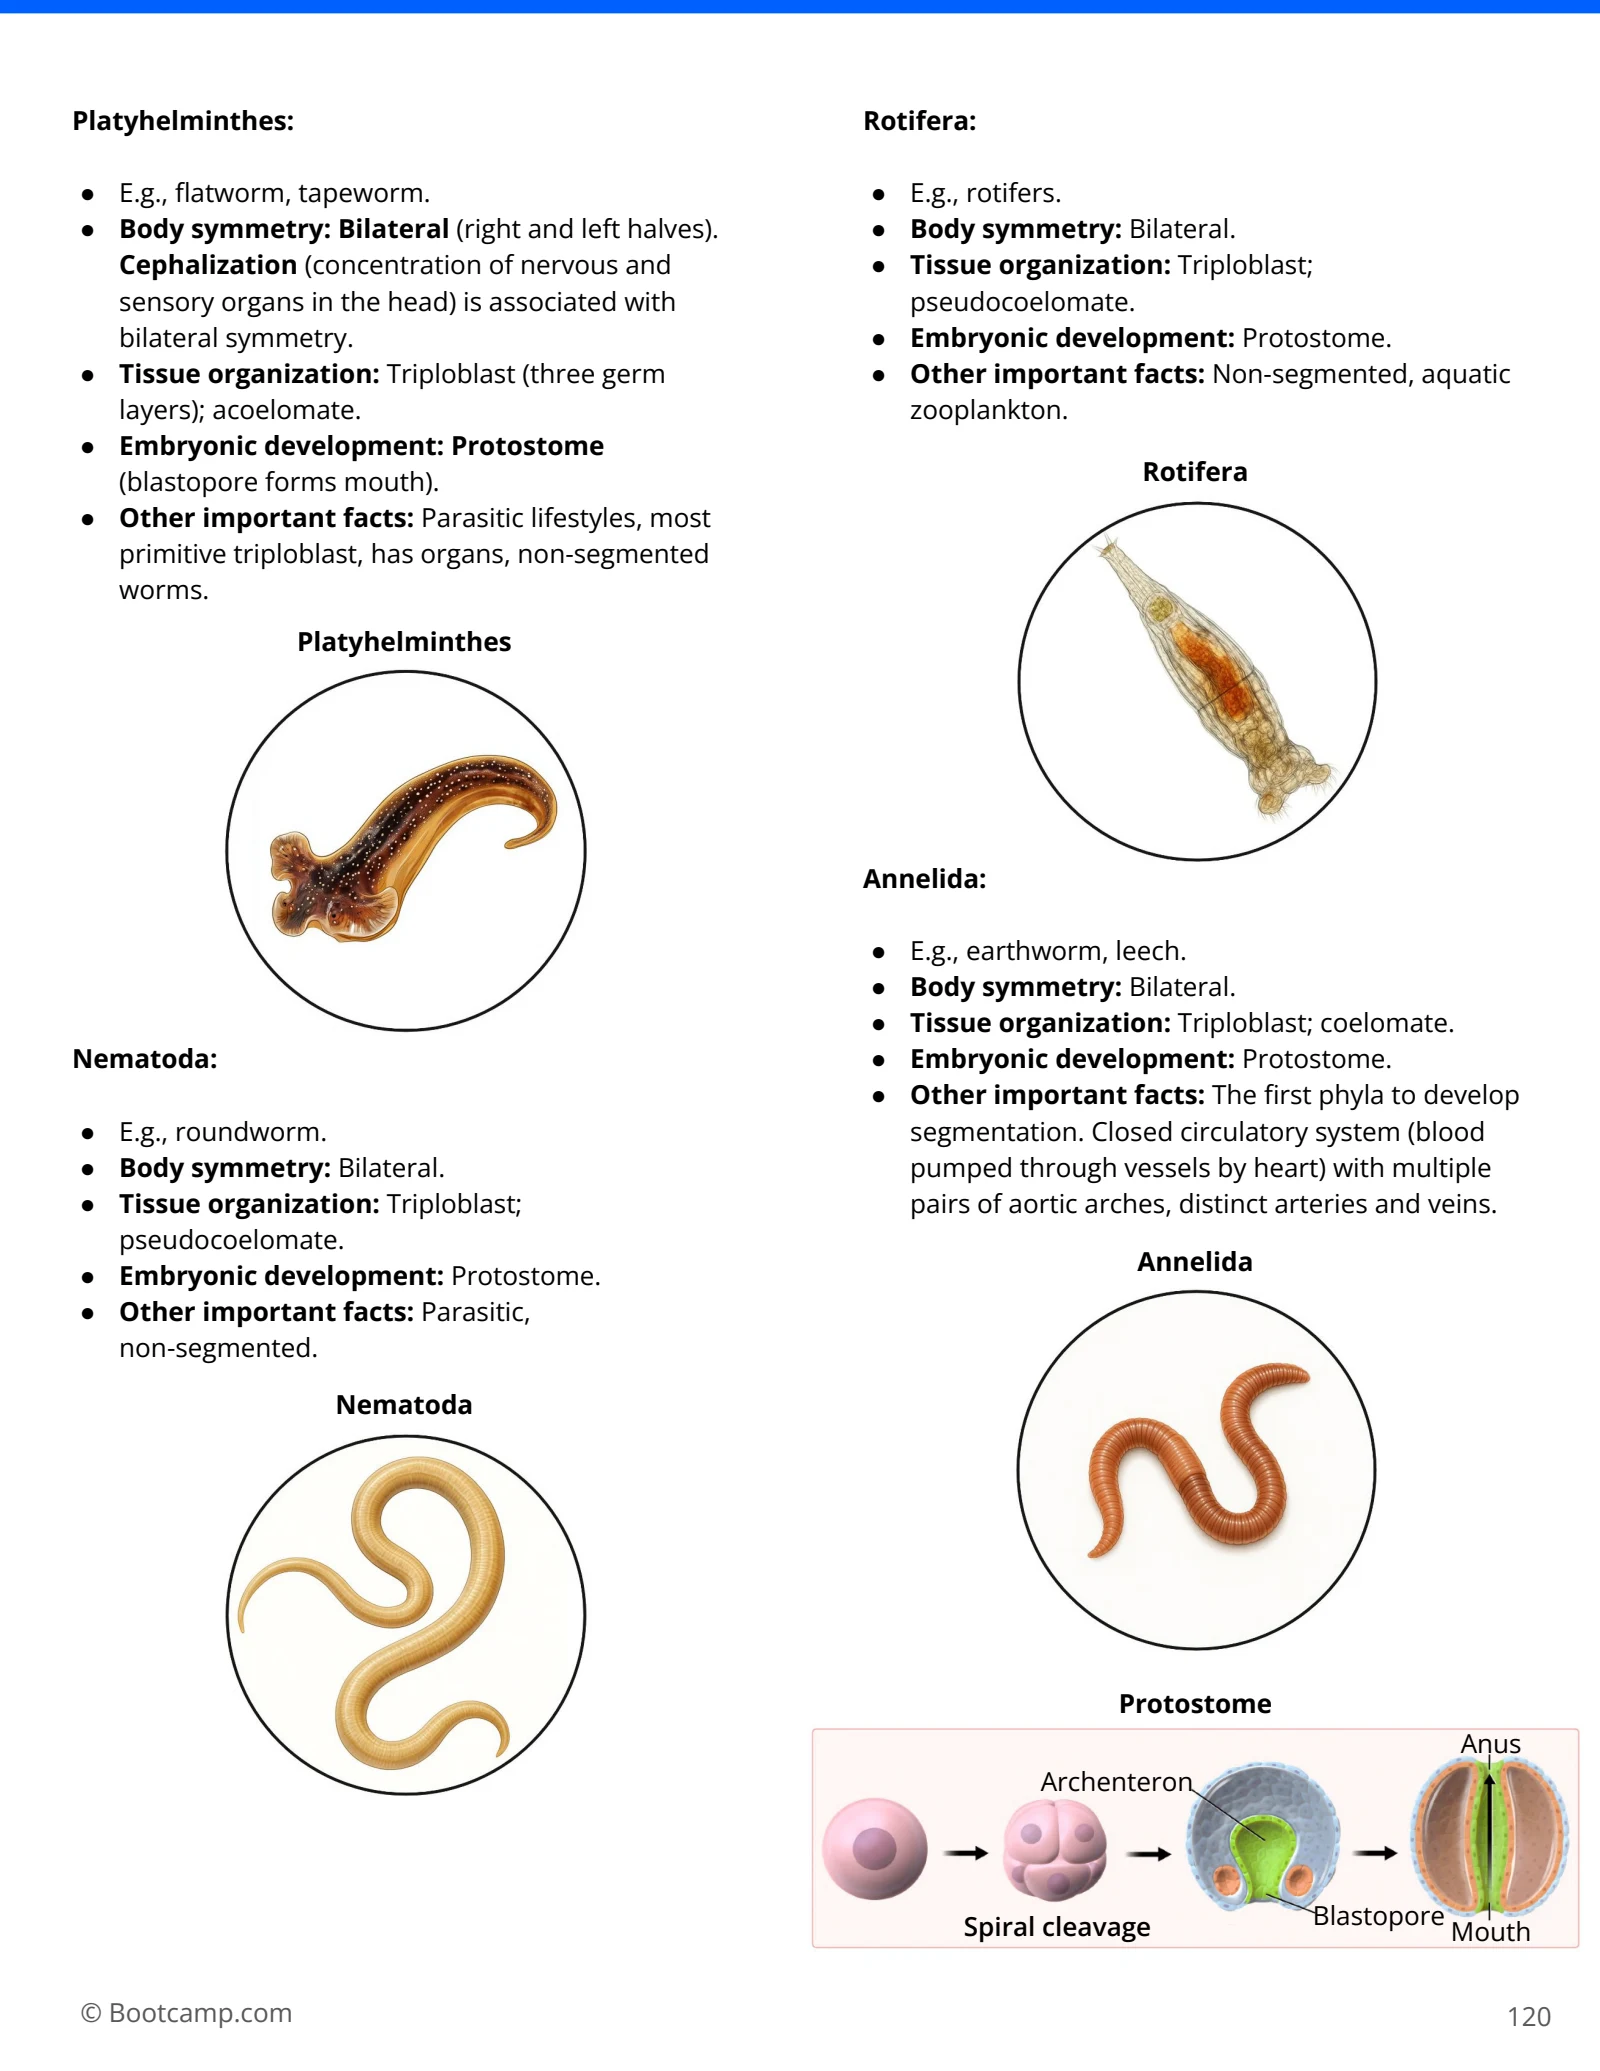 Platyhelminthes:
● E.g., flatworm, tapeworm.
● Body symmetry: Bilateral (right and left halves).
Cephalization (concentration of nervous and
sensory organs in the head) is associated with
bilateral symmetry.
● Tissue organization: Triploblast (three germ
layers); acoelomate.
● Embryonic development: Protostome
(blastopore forms mouth).
● Other important facts: Parasitic lifestyles, most
primitive triploblast, has organs, non-segmented
worms.
Platyhelminthes
Nematoda:
● E.g., roundworm.
● Body symmetry: Bilateral.
● Tissue organization: Triploblast;
pseudocoelomate.
● Embryonic development: Protostome.
● Other important facts: Parasitic,
non-segmented.
Nematoda
Rotifera:
● E.g., rotifers.
● Body symmetry: Bilateral.
● Tissue organization: Triploblast;
pseudocoelomate.
● Embryonic development: Protostome.
● Other important facts: Non-segmented, aquatic
zooplankton.
Rotifera
Annelida:
● E.g., earthworm, leech.
● Body symmetry: Bilateral.
● Tissue organization: Triploblast; coelomate.
● Embryonic development: Protostome.
● Other important facts: The first phyla to develop
segmentation. Closed circulatory system (blood
pumped through vessels by heart) with multiple
pairs of aortic arches, distinct arteries and veins.
Annelida
Protostome
Anus
Archenteron
Blastopore
Mouth
Spiral cleavage
© Bootcamp.com
120